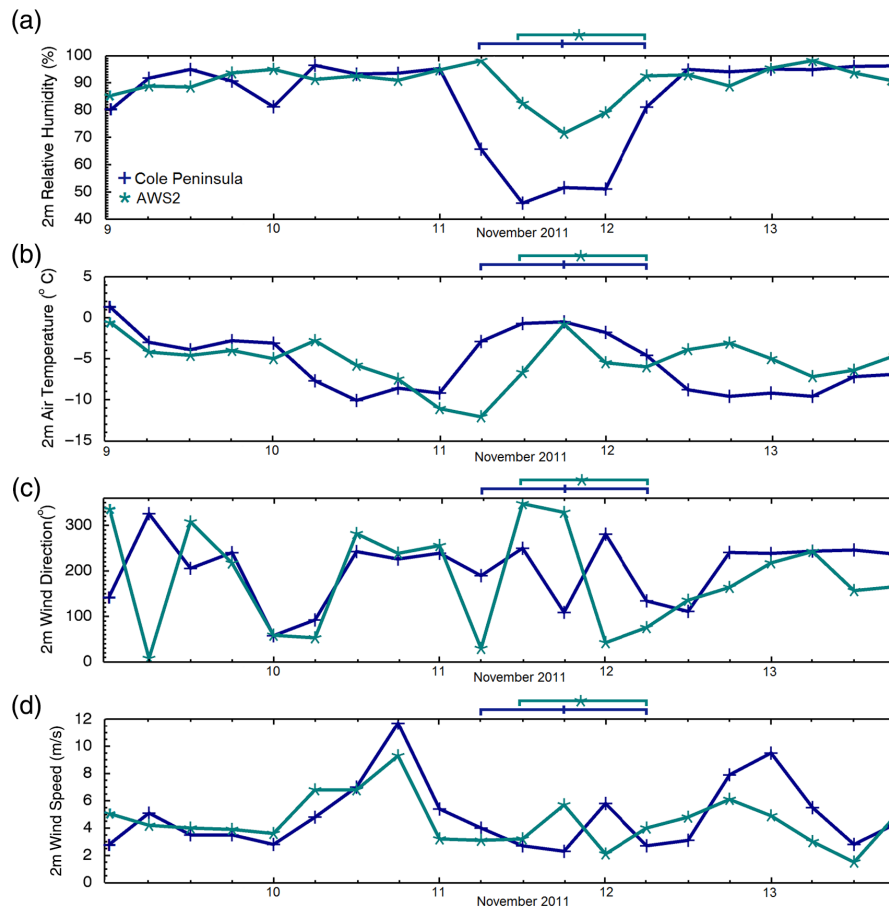 (a)
2m Relative Humidity (%)
100
90
80
70
60
50
40
Cole Peninsula
AWS2
9
10
11
November 2011
12
13
(b)
2m Air Temperature (° C)
5
0
−5
−10
−15
9
10
11
November 2011
12
13
(c)
2m Wind Direction(°)
300
200
100
0
10
11
November 2011
12
13
(d)
2m Wind Speed (m/s)
12
10
8
6
4
2
0
10
11
November 2011
12
13